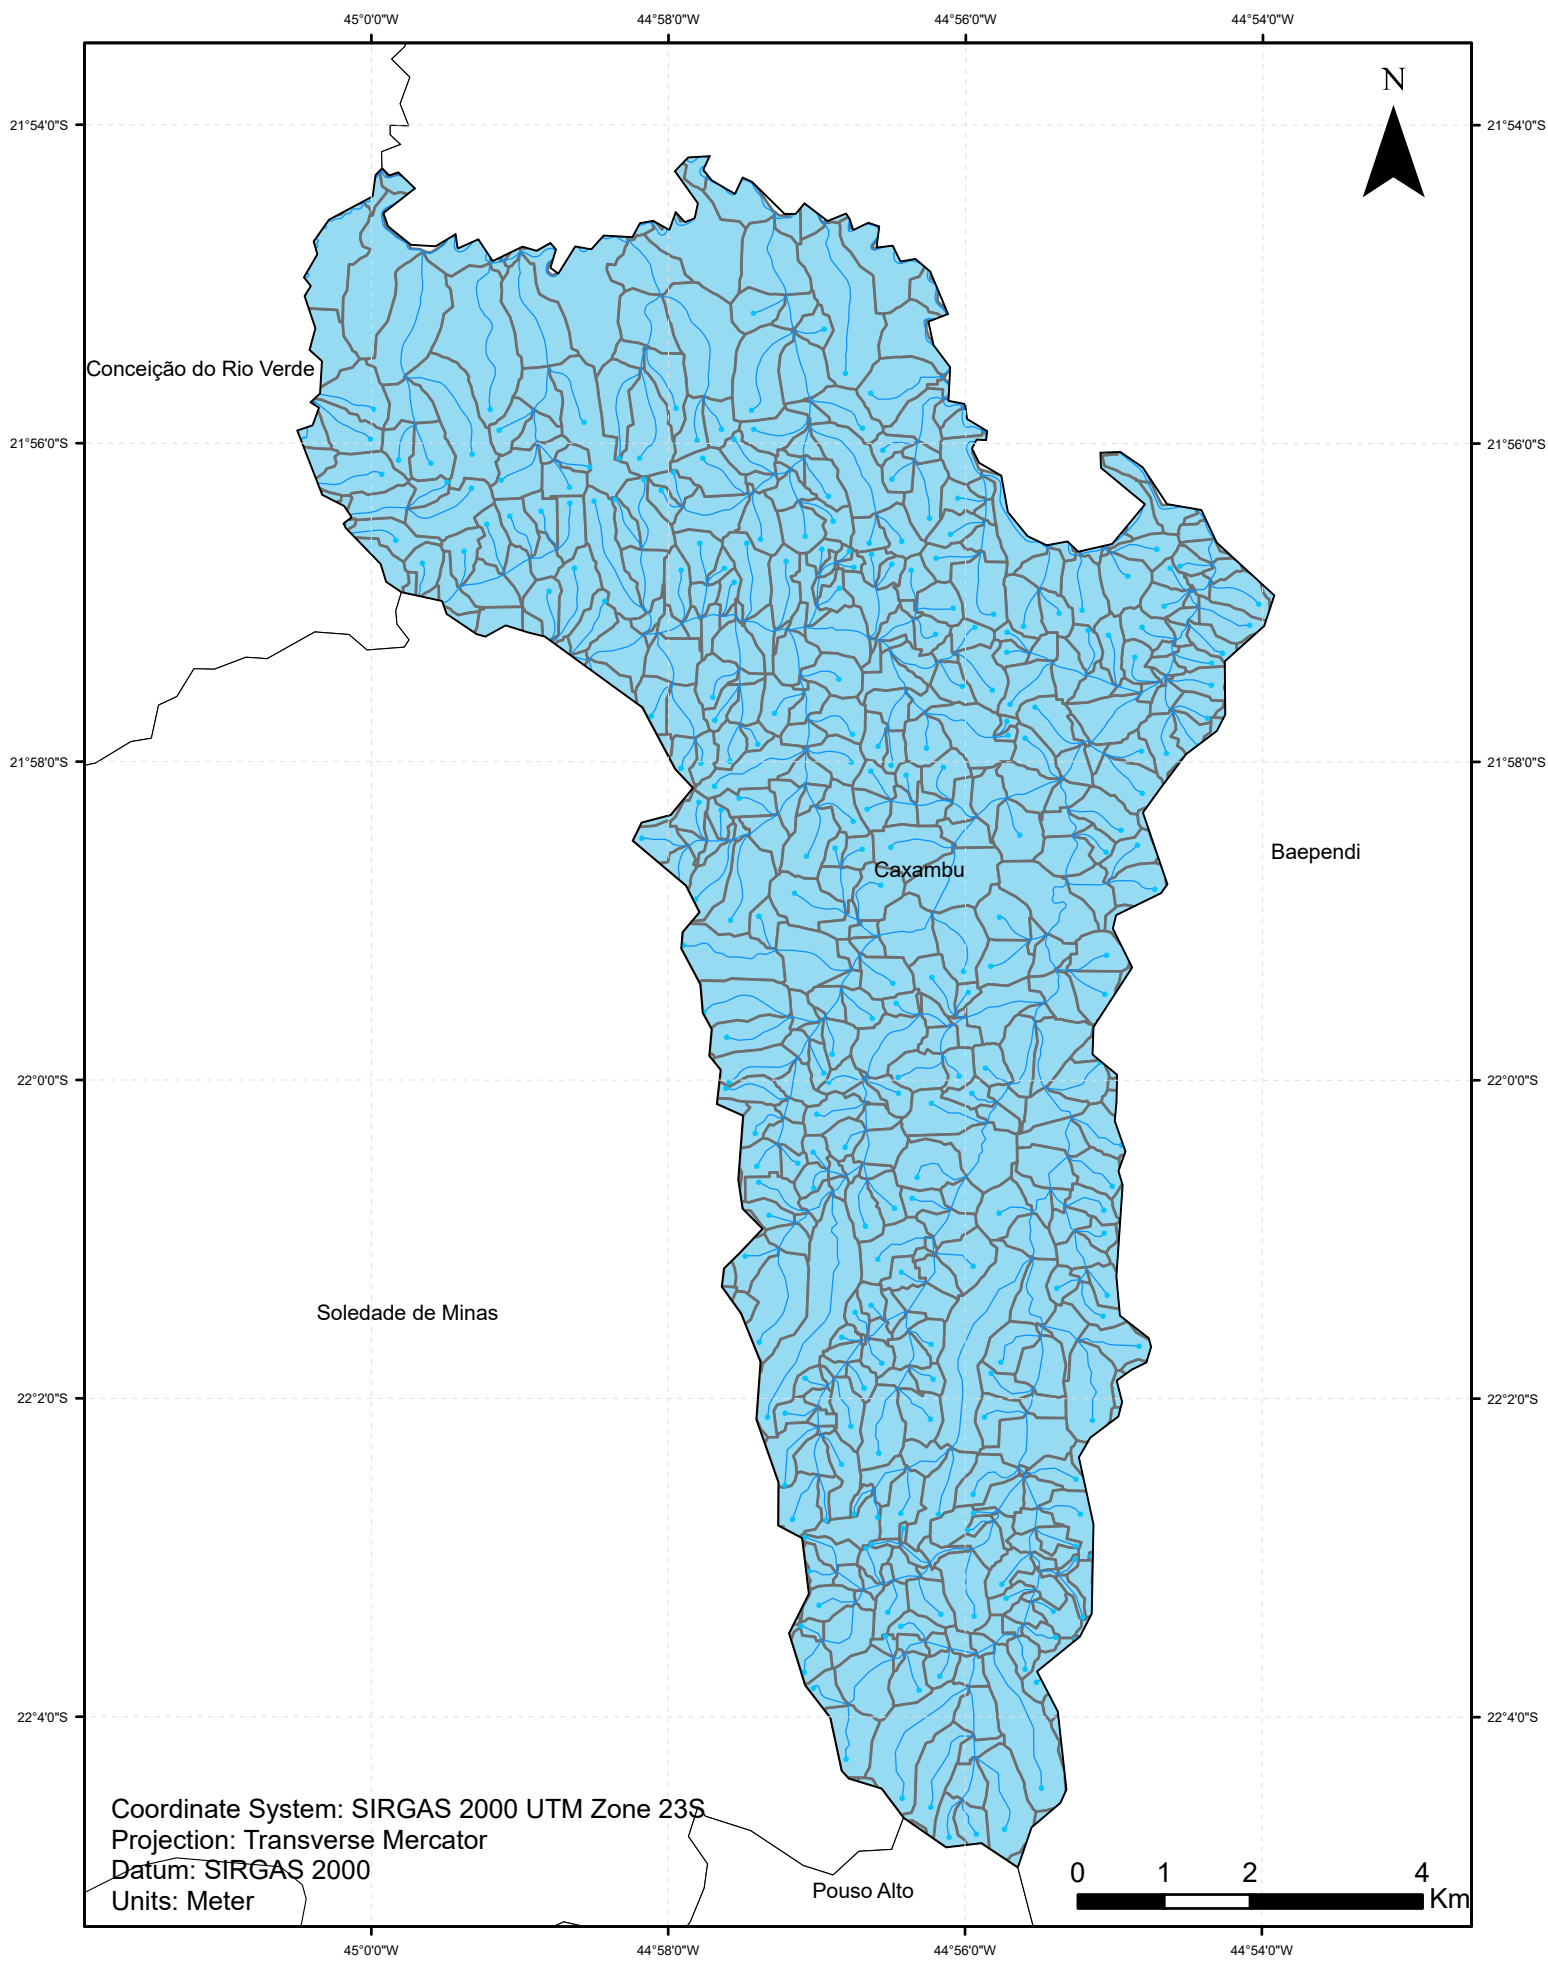 45°0'0"W 44°58'0"W 44°56'0"W 44°54'0"W
N
21°54'0"S 21°54'0"S
Conceição do Rio Verde
21°56'0"S 21°56'0"S
21°58'0"S 21°58'0"S
Baependi
Caxambu
22°0'0"S 22°0'0"S
Soledade de Minas
22°2'0"S 22°2'0"S
22°4'0"S 22°4'0"S
Coordinate System: SIRGAS 2000 UTM Zone 23S
Projection: Transverse Mercator
Datum: SIRGAS 2000
Units: Meter
Pouso Alto
0 1 2 4
Km
45°0'0"W 44°58'0"W 44°56'0"W 44°54'0"W